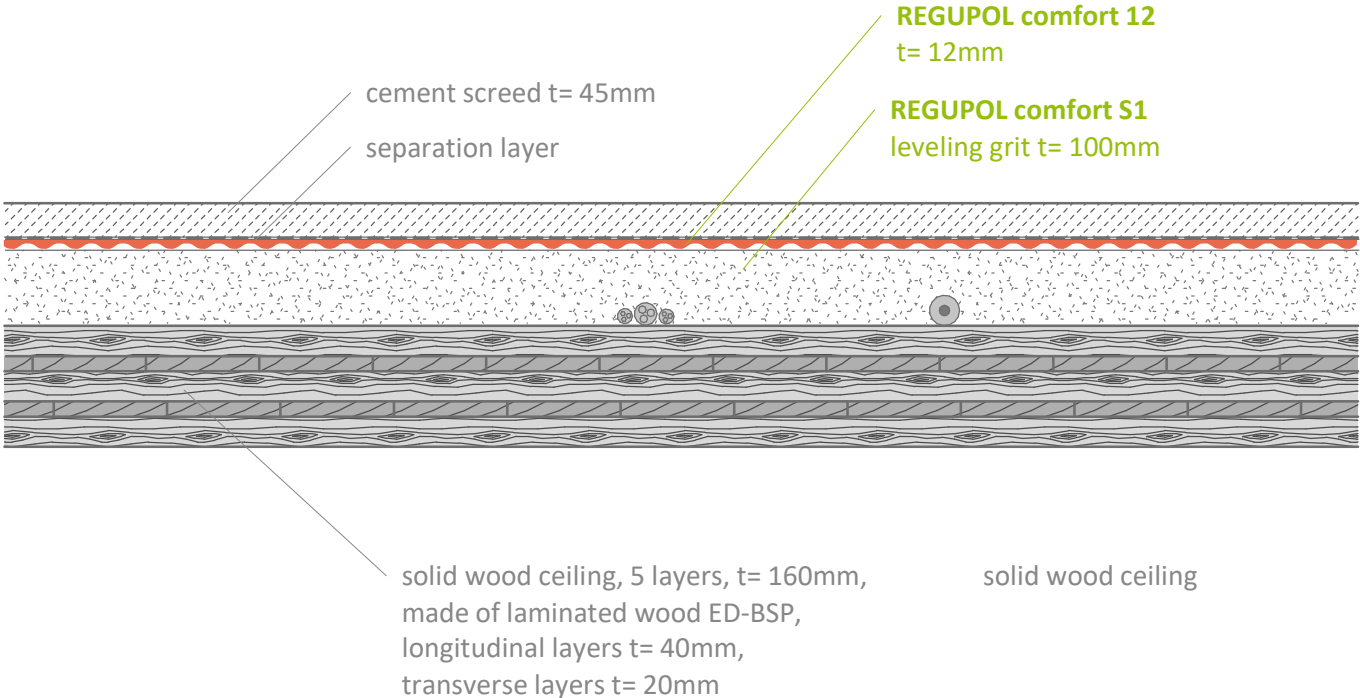 REGUPOL comfort 12
t= 12mm
cement screed t= 45mm
REGUPOL comfort S1
leveling grit t= 100mm
separation layer
solid wood ceiling, 5 layers, t= 160mm,
made of laminated wood ED-BSP,
longitudinal layers t= 40mm,
transverse layers t= 20mm
solid wood ceiling